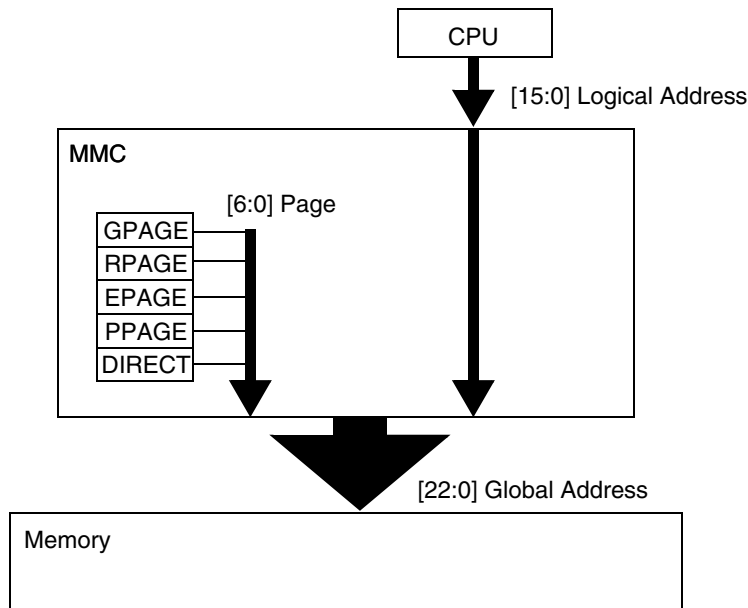 CPU
[15:0] Logical Address
MMC
[6:0] Page
GPAGE
RPAGE
EPAGE
PPAGE
DIRECT
[22:0] Global Address
Memory